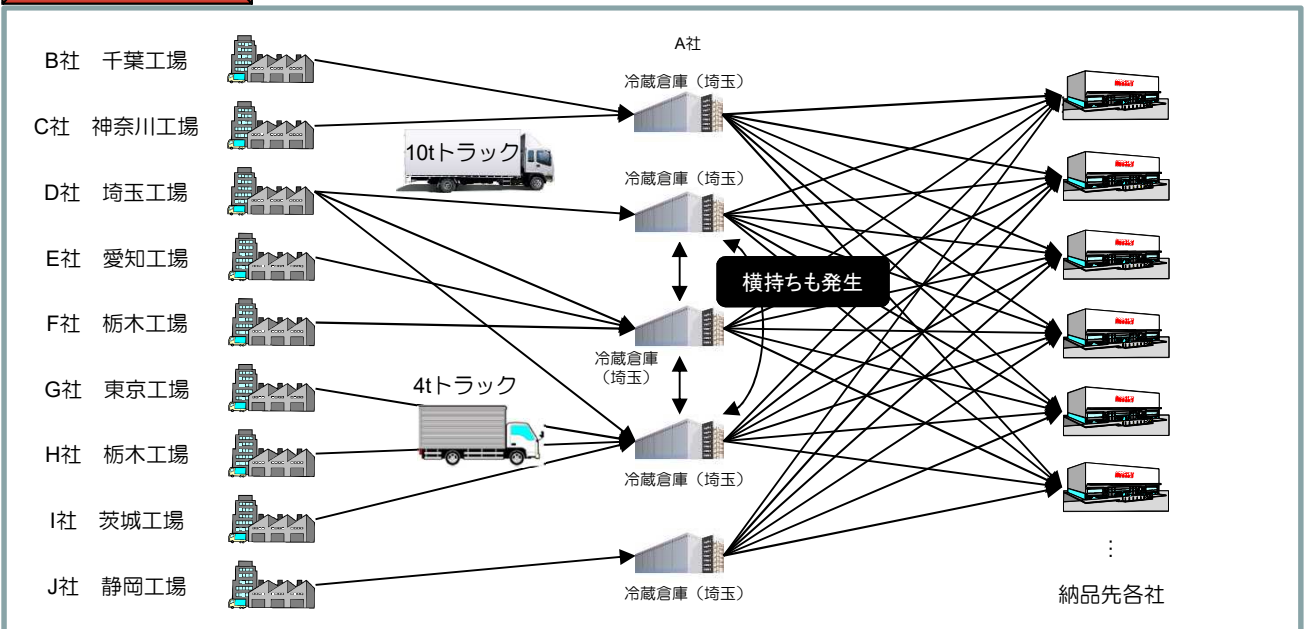 B社 千葉工場
C社 神奈川工場
D社 埼玉工場
E社 愛知工場
F社 栃木工場
G社 東京工場
H社 栃木工場
I社 茨城工場
J社 静岡工場
10tトラック
4tトラック
A社
冷蔵倉庫（埼玉）
冷蔵倉庫（埼玉）
横持ちも発生
冷蔵倉庫
（埼玉）
冷蔵倉庫（埼玉）
冷蔵倉庫（埼玉）
⋮
納品先各社